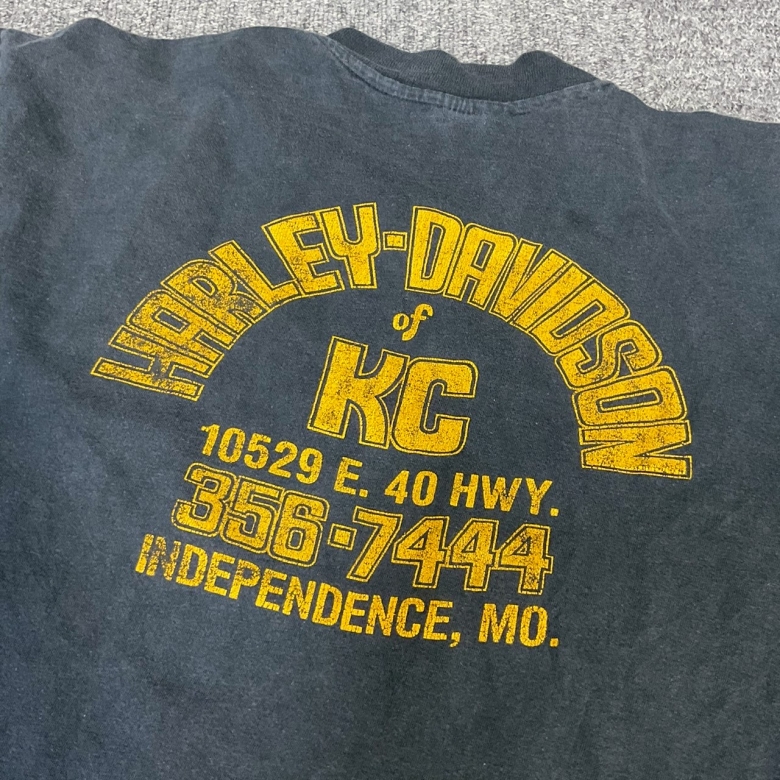 HARLEY-DAVIDSON
of
KC
10529 E. 40 HWY.
356-7444
INDEPENDENCE, MO.